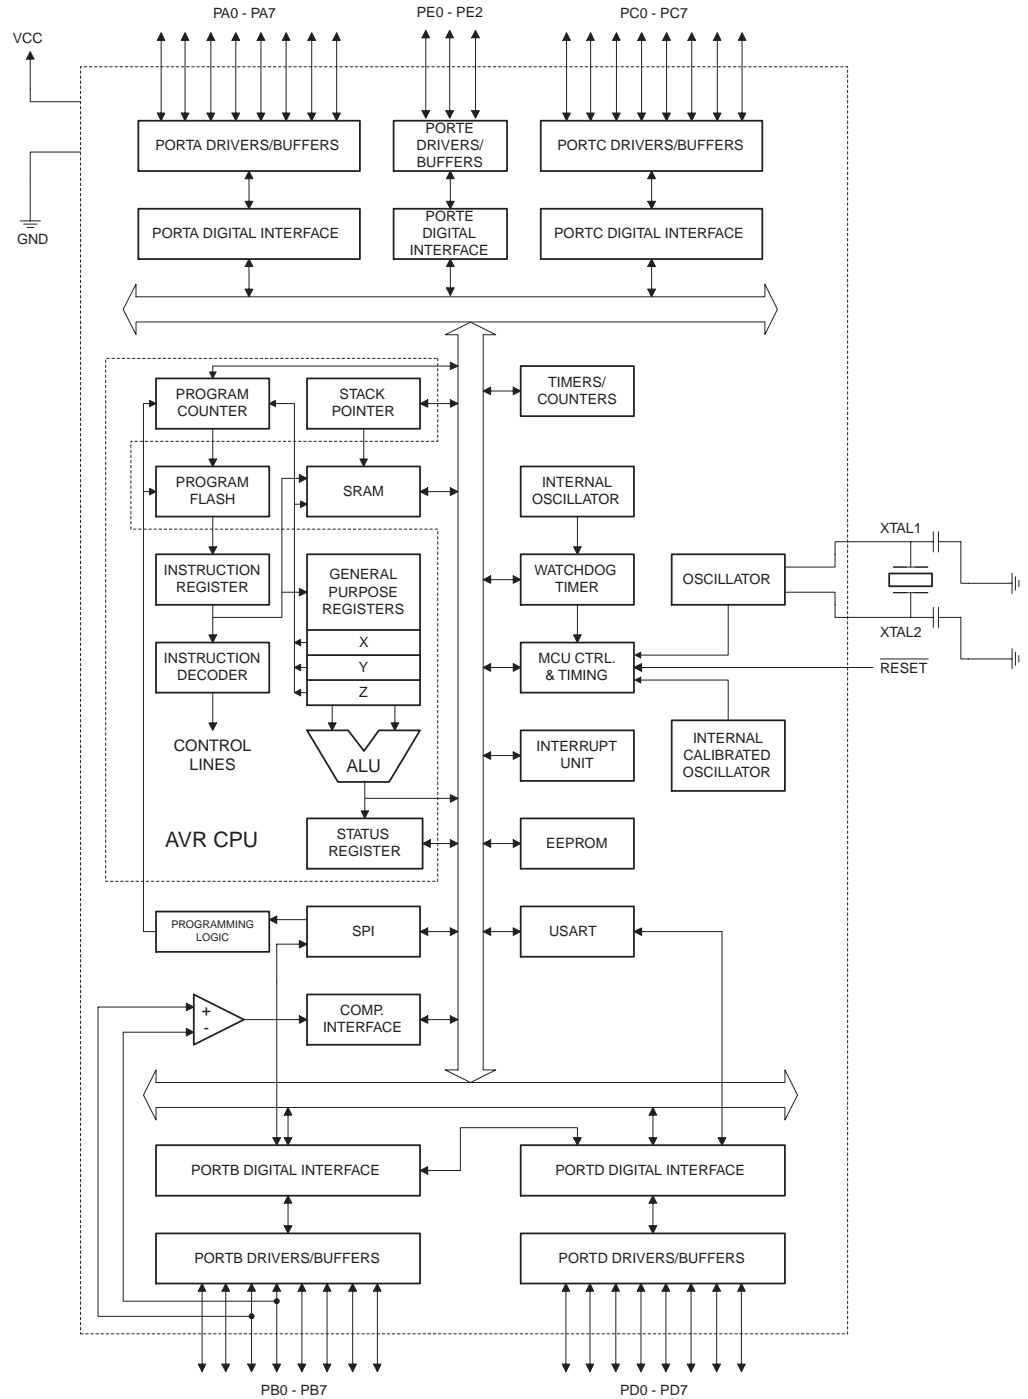 PA0 - PA7
PE0 - PE2
PC0 - PC7
VCC
PORTA DRIVERS/BUFFERS
PORTE
DRIVERS/
BUFFERS
PORTC DRIVERS/BUFFERS
GND
PORTA DIGITAL INTERFACE
PORTE
DIGITAL
INTERFACE
PORTC DIGITAL INTERFACE
PROGRAM
COUNTER
STACK
POINTER
TIMERS/
COUNTERS
PROGRAM
FLASH
SRAM
INTERNAL
OSCILLATOR
XTAL1
INSTRUCTION
REGISTER
GENERAL
PURPOSE
REGISTERS
WATCHDOG
TIMER
OSCILLATOR
XTAL2
INSTRUCTION
DECODER
X
Y
Z
MCU CTRL.
& TIMING
RESET
CONTROL
LINES
ALU
INTERRUPT
UNIT
INTERNAL
CALIBRATED
OSCILLATOR
AVR CPU
STATUS
REGISTER
EEPROM
PROGRAMMING
LOGIC
SPI
USART
+
-
COMP.
INTERFACE
PORTB DIGITAL INTERFACE
PORTD DIGITAL INTERFACE
PORTB DRIVERS/BUFFERS
PORTD DRIVERS/BUFFERS
PB0 - PB7
PD0 - PD7